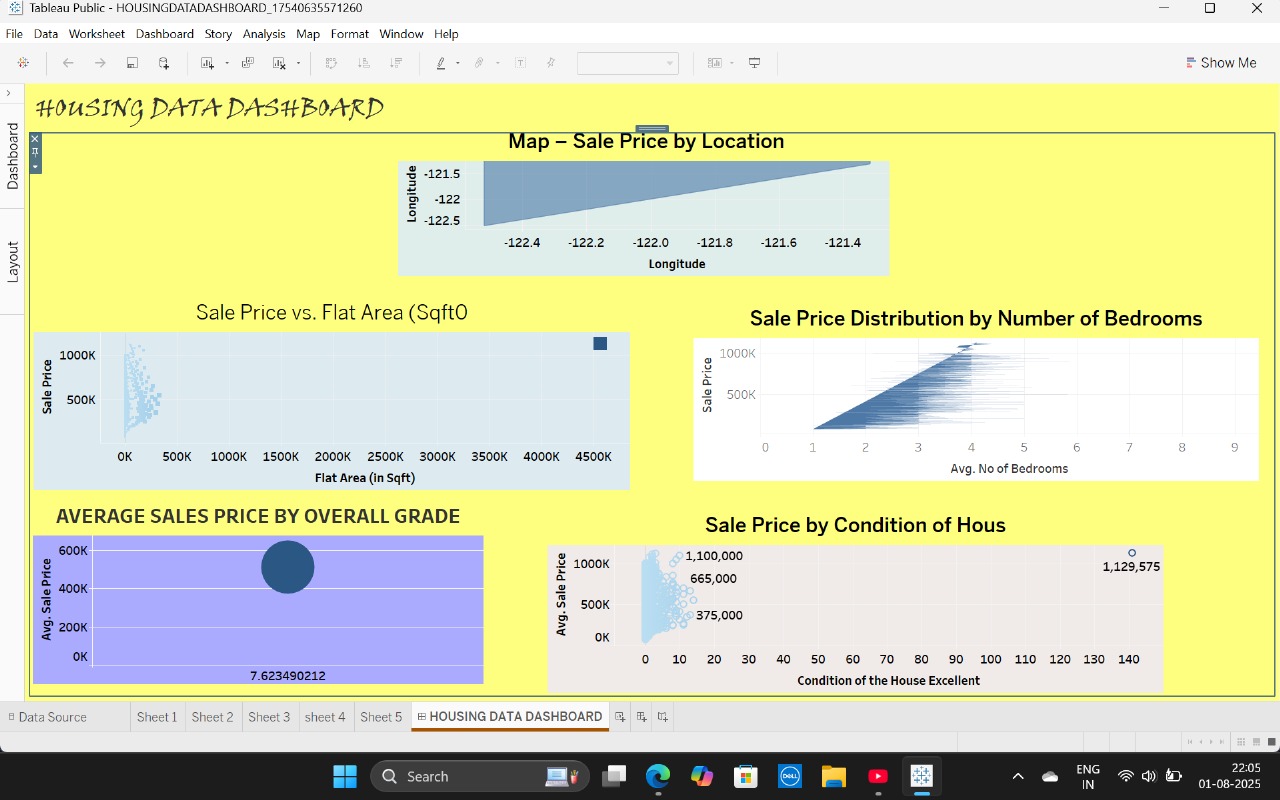 Tableau Public - HOUSINGDATADASHBOARD_17540635571260
File Data Worksheet Dashboard Story Analysis Map Format Window Help
Show Me
Dashboard
Layout
HOUSING DATA DASHBOARD
Map – Sale Price by Location
Longitude
-121.5
-122
-122.5
-122.4 -122.2 -122.0 -121.8 -121.6 -121.4
Longitude
Sale Price vs. Flat Area (Sqft0
Sale Price
1000K
500K
0K 500K 1000K 1500K 2000K 2500K 3000K 3500K 4000K 4500K
Flat Area (in Sqft)
Sale Price Distribution by Number of Bedrooms
Sale Price
1000K
500K
0 1 2 3 4 5 6 7 8 9
Avg. No of Bedrooms
AVERAGE SALES PRICE BY OVERALL GRADE
Avg. Sale Price
600K
400K
200K
0K
7.623490212
Sale Price by Condition of Hous
Avg. Sale Price
1000K
500K
0K
1,100,000
665,000
375,000
1,129,575
0 10 20 30 40 50 60 70 80 90 100 110 120 130 140
Condition of the House Excellent
Data Source Sheet 1 Sheet 2 Sheet 3 sheet 4 Sheet 5 HOUSING DATA DASHBOARD
Search
DELL
ENG
IN
22:05
01-08-2025